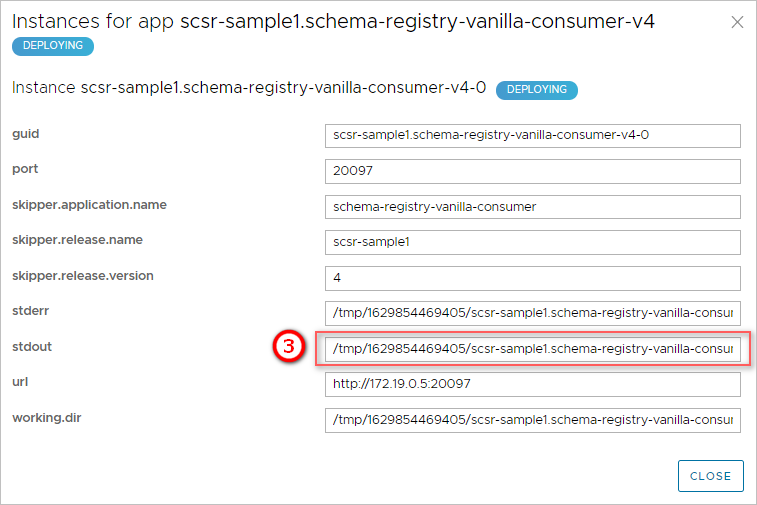 Instances for app scsr-sample1.schema-registry-vanilla-consumer-v4
DEPLOYING
Instance scsr-sample1.schema-registry-vanilla-consumer-v4-0 DEPLOYING
guid scsr-sample1.schema-registry-vanilla-consumer-v4-0
port 20097
skipper.application.name schema-registry-vanilla-consumer
skipper.release.name scsr-sample1
skipper.release.version 4
stderr /tmp/1629854469405/scsr-sample1.schema-registry-vanilla-consur
3 stdout /tmp/1629854469405/scsr-sample1.schema-registry-vanilla-consur
url http://172.19.0.5:20097
working.dir /tmp/1629854469405/scsr-sample1.schema-registry-vanilla-consur
CLOSE